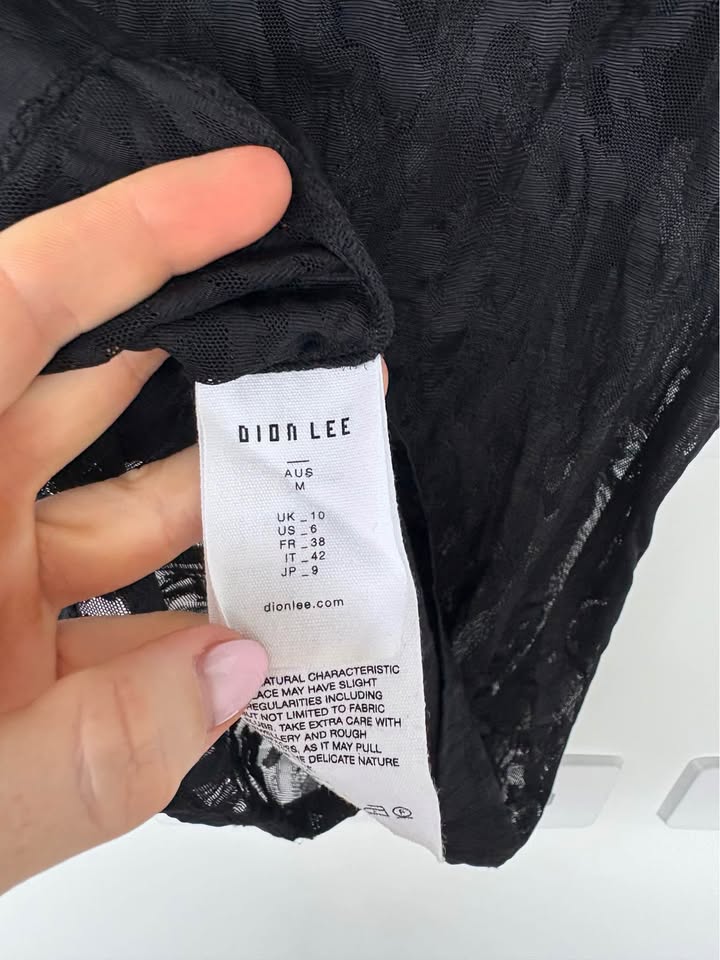 DION LEE
AUS
M
UK _ 10
US _ 6
FR _ 38
IT _ 42
JP _ 9
dionlee.com
ATURAL CHARACTERISTIC
LACE MAY HAVE SLIGHT
REGULARITIES INCLUDING
NOT LIMITED TO FABRIC
TAKE EXTRA CARE WITH
ERY AND ROUGH
AS IT MAY PULL
DELICATE NATURE